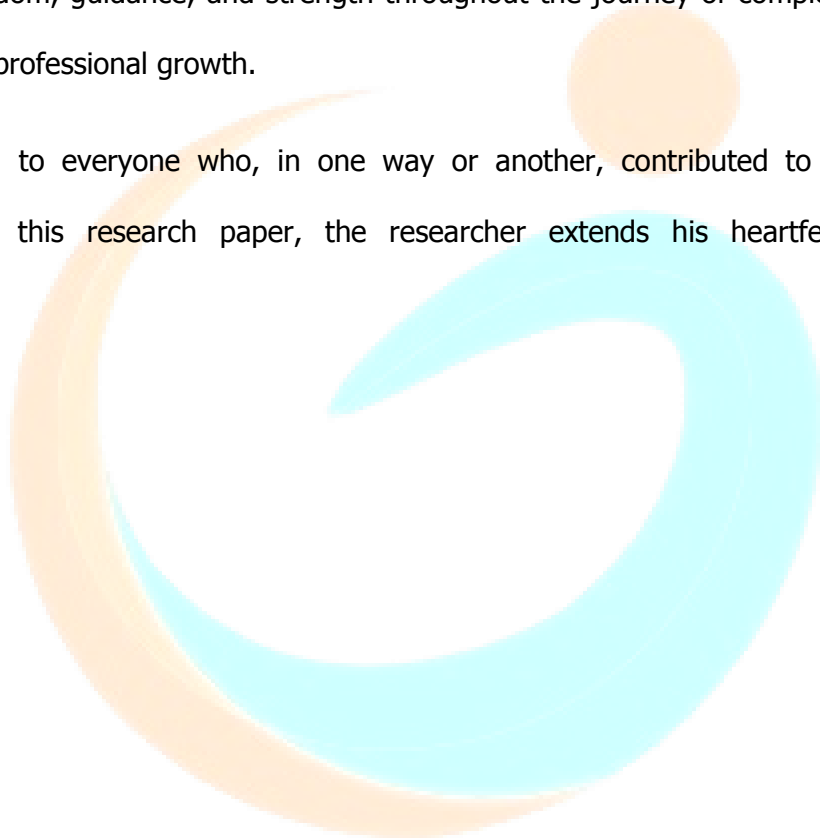 guidance, and strength throughout the journey of
professional growth.
to everyone who, in one way or another, contributed to
this research paper, the researcher extends his